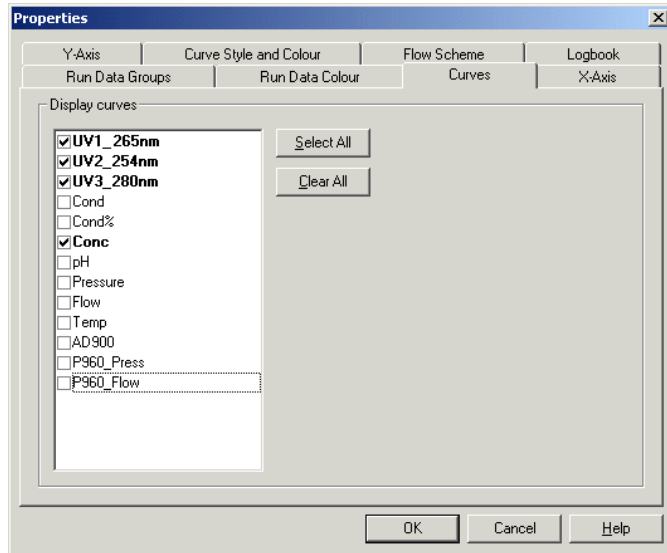 Properties
Y-Axis Curve Style and Colour Flow Scheme Logbook
Run Data Groups Run Data Colour Curves X-Axis
Display curves
UV1_265nm
UV2_254nm
UV3_280nm
Cond
Cond%
Conc
pH
Pressure
Flow
Temp
AD900
P960_Press
P960_Flow
Select All
Clear All
OK Cancel Help